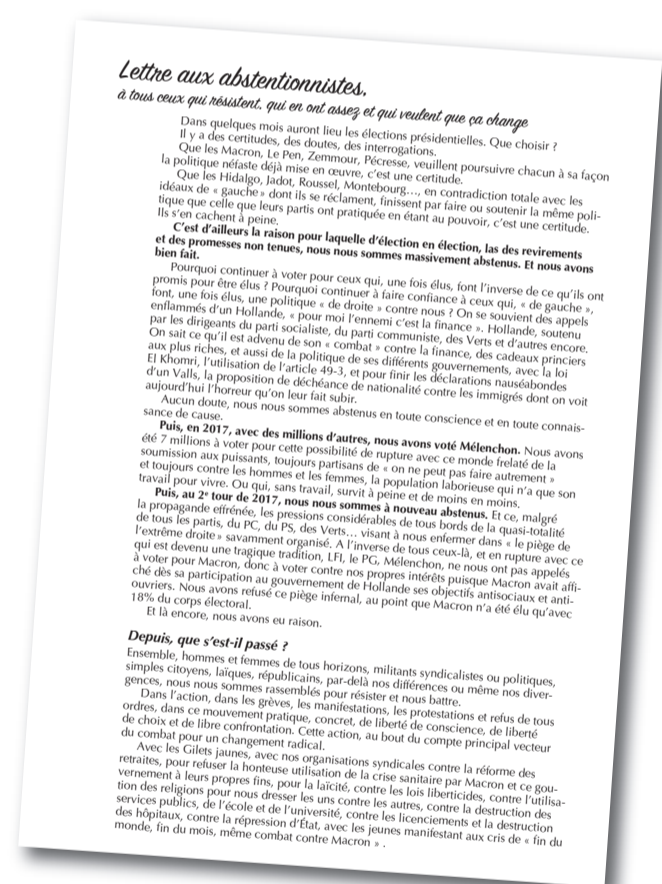 Lettre aux abstentionnistes,
à tous ceux qui résistent, qui en ont assez et qui veulent que ça change
Dans quelques mois auront lieu les élections présidentielles. Que choisir ?
Il y a des certitudes, des doutes, des interrogations.
Que les Macron, Le Pen, Zemmour, Pécresse, veuillent poursuivre chacun à sa façon
la politique néfaste déjà mise en œuvre, c'est une certitude.
Que les Hidalgo, Jadot, Roussel, Montebourg…, en contradiction totale avec les
idéaux de « gauche » dont ils se réclament, finissent par faire ou soutenir la même poli-
tique que celle que leurs partis ont pratiquée en étant au pouvoir, c'est une certitude.
Ils s'en cachent à peine.
C'est d'ailleurs la raison pour laquelle d'élection en élection, las des revirements
et des promesses non tenues, nous nous sommes massivement abstenus. Et nous avons
bien fait.
Pourquoi continuer à voter pour ceux qui, une fois élus, font l'inverse de ce qu'ils ont
promis pour être élus ? Pourquoi continuer à faire confiance à ceux qui, « de gauche »,
font, une fois élus, une politique « de droite » contre nous ? On se souvient des appels
enflammés d'un Hollande, « pour moi l'ennemi c'est la finance ». Hollande, soutenu
par les dirigeants du parti socialiste, du parti communiste, des Verts et d'autres encore.
On sait ce qu'il est advenu de son « combat » contre la finance, des cadeaux princiers
aux plus riches, et aussi de la politique de ses différents gouvernements, avec la loi
El Khomri, l'utilisation de l'article 49-3, et pour finir les déclarations nauséabondes
d'un Valls, la proposition de déchéance de nationalité contre les immigrés dont on voit
aujourd'hui l'horreur qu'on leur fait subir.
Aucun doute, nous nous sommes abstenus en toute conscience et en toute connais-
sance de cause.
Puis, en 2017, avec des millions d'autres, nous avons voté Mélenchon. Nous avons
été 7 millions à voter pour cette possibilité de rupture avec ce monde frelaté de la
soumission aux puissants, toujours partisans de « on ne peut pas faire autrement »
et toujours contre les hommes et les femmes, la population laborieuse qui n'a que son
travail pour vivre. Ou qui, sans travail, survit à peine et de moins en moins.
Puis, au 2e tour de 2017, nous nous sommes à nouveau abstenus. Et ce, malgré
la propagande effrénée, les pressions considérables de tous bords de la quasi-totalité
de tous les partis, du PC, du PS, des Verts… visant à nous enfermer dans « le piège de
l'extrême droite » savamment organisé. A l'inverse de tous ceux-là, et en rupture avec ce
qui est devenu une tragique tradition, LFI, le PG, Mélenchon, ne nous ont pas appelés
à voter pour Macron, donc à voter contre nos propres intérêts puisque Macron avait affi-
ché dès sa participation au gouvernement de Hollande ses objectifs antisociaux et anti-
ouvriers. Nous avons refusé ce piège infernal, au point que Macron n'a été élu qu'avec
18% du corps électoral.
Et là encore, nous avons eu raison.
Depuis, que s'est-il passé ?
Ensemble, hommes et femmes de tous horizons, militants syndicalistes ou politiques,
simples citoyens, laïques, républicains, par-delà nos différences ou même nos diver-
gences, nous nous sommes rassemblés pour résister et nous battre.
Dans l'action, dans les grèves, les manifestations, les protestations et refus de tous
ordres, dans ce mouvement pratique, concret, de liberté de conscience, de liberté
de choix et de libre confrontation. Cette action, au bout du compte principal vecteur
du combat pour un changement radical.
Avec les Gilets jaunes, avec nos organisations syndicales contre la réforme des
retraites, pour refuser la honteuse utilisation de la crise sanitaire par Macron et ce gou-
vernement à leurs propres fins, pour la laïcité, contre les lois liberticides, contre l'utilisa-
tion des religions pour nous dresser les uns contre les autres, contre la destruction des
services publics, de l'école et de l'université, contre les licenciements et la destruction
des hôpitaux, contre la répression d'État, avec les jeunes manifestant aux cris de « fin du
monde, fin du mois, même combat contre Macron » .